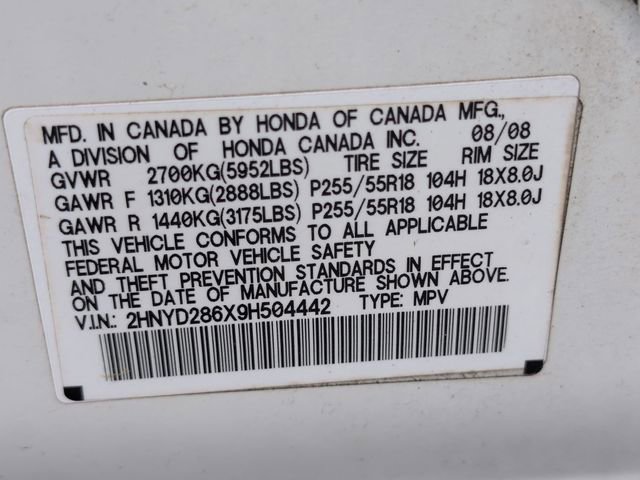 MFD. IN CANADA BY HONDA OF CANADA MFG.,
A DIVISION OF HONDA CANADA INC. 08/08
GVWR 2700KG(5952LBS) TIRE SIZE RIM SIZE
GAWR F 1310KG(2888LBS) P255/55R18 104H 18X8.0J
GAWR R 1440KG(3175LBS) P255/55R18 104H 18X8.0J
THIS VEHICLE CONFORMS TO ALL APPLICABLE
FEDERAL MOTOR VEHICLE SAFETY
AND THEFT PREVENTION STANDARDS IN EFFECT
ON THE DATE OF MANUFACTURE SHOWN ABOVE.
V.I.N.: 2HNYD286X9H504442 TYPE: MPV